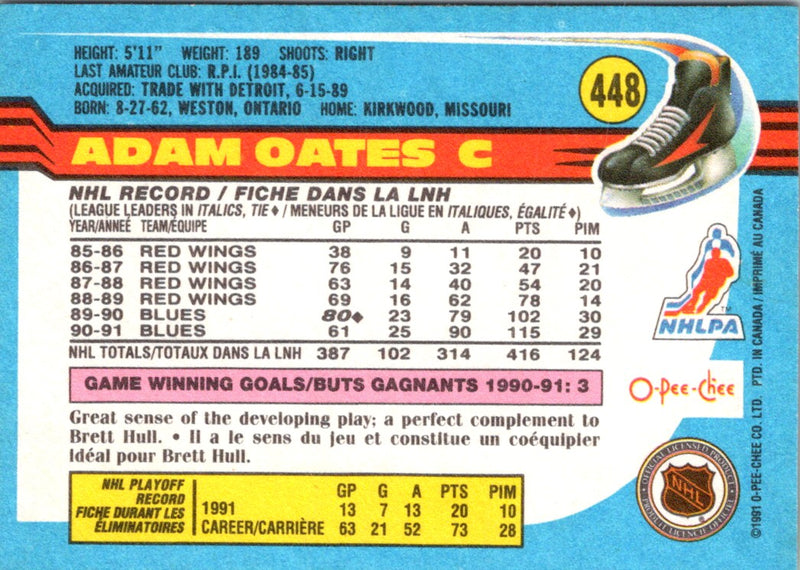 HEIGHT: 5'11" WEIGHT: 189 SHOOTS: RIGHT
LAST AMATEUR CLUB: R.P.I. (1984-85)
ACQUIRED: TRADE WITH DETROIT, 6-15-89
BORN: 8-27-62, WESTON, ONTARIO HOME: KIRKWOOD, MISSOURI
448
ADAM OATES C
NHL RECORD / FICHE DANS LA LNH
(LEAGUE LEADERS IN ITALICS, TIE ♦ / MENEURS DE LA LIGUE EN ITALIQUES, ÉGALITÉ ♦)
YEAR/ANNEÉ TEAM/ÉQUIPE GP G A PTS PIM
85-86 RED WINGS 38 9 11 20 10
86-87 RED WINGS 76 15 32 47 21
87-88 RED WINGS 63 14 40 54 20
88-89 RED WINGS 69 16 62 78 14
89-90 BLUES 80♦ 23 79 102 30
90-91 BLUES 61 25 90 115 29
NHL TOTALS/TOTAUX DANS LA LNH 387 102 314 416 124
GAME WINNING GOALS/BUTS GAGNANTS 1990-91: 3
Great sense of the developing play; a perfect complement to
Brett Hull. • Il a le sens du jeu et constitue un coéquipier
idéal pour Brett Hull.
NHL PLAYOFF
RECORD
FICHE DURANT LES
ÉLIMINATOIRES
GP G A PTS PIM
1991 13 7 13 20 10
CAREER/CARRIÈRE 63 21 52 73 28
NHLPA
TM
O-Pee-Chee
OFFICIAL LICENSED PRODUCT
NHL
PRODUIT LICENCIÉ OFFICIEL
©1991 O-PEE-CHEE CO. LTD. PTD. IN CANADA / IMPRIMÉ AU CANADA